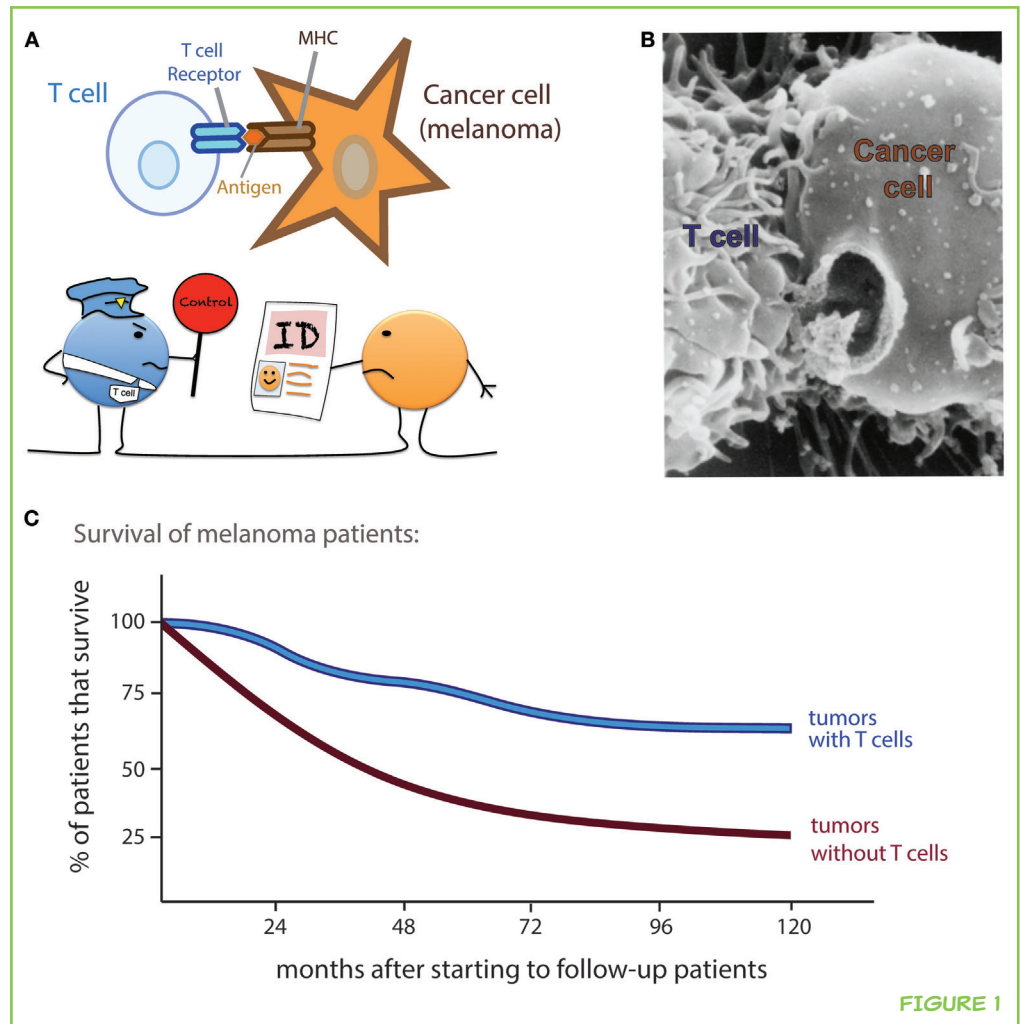 A
T cell
T cell
Receptor
MHC
Antigen
Cancer cell
(melanoma)
Control
T cell
ID
B
T cell
Cancer
cell
C
Survival of melanoma patients:
% of patients that survive
100
75
50
25
tumors
with T cells
tumors
without T cells
24 48 72 96 120
months after starting to follow-up patients
FIGURE 1